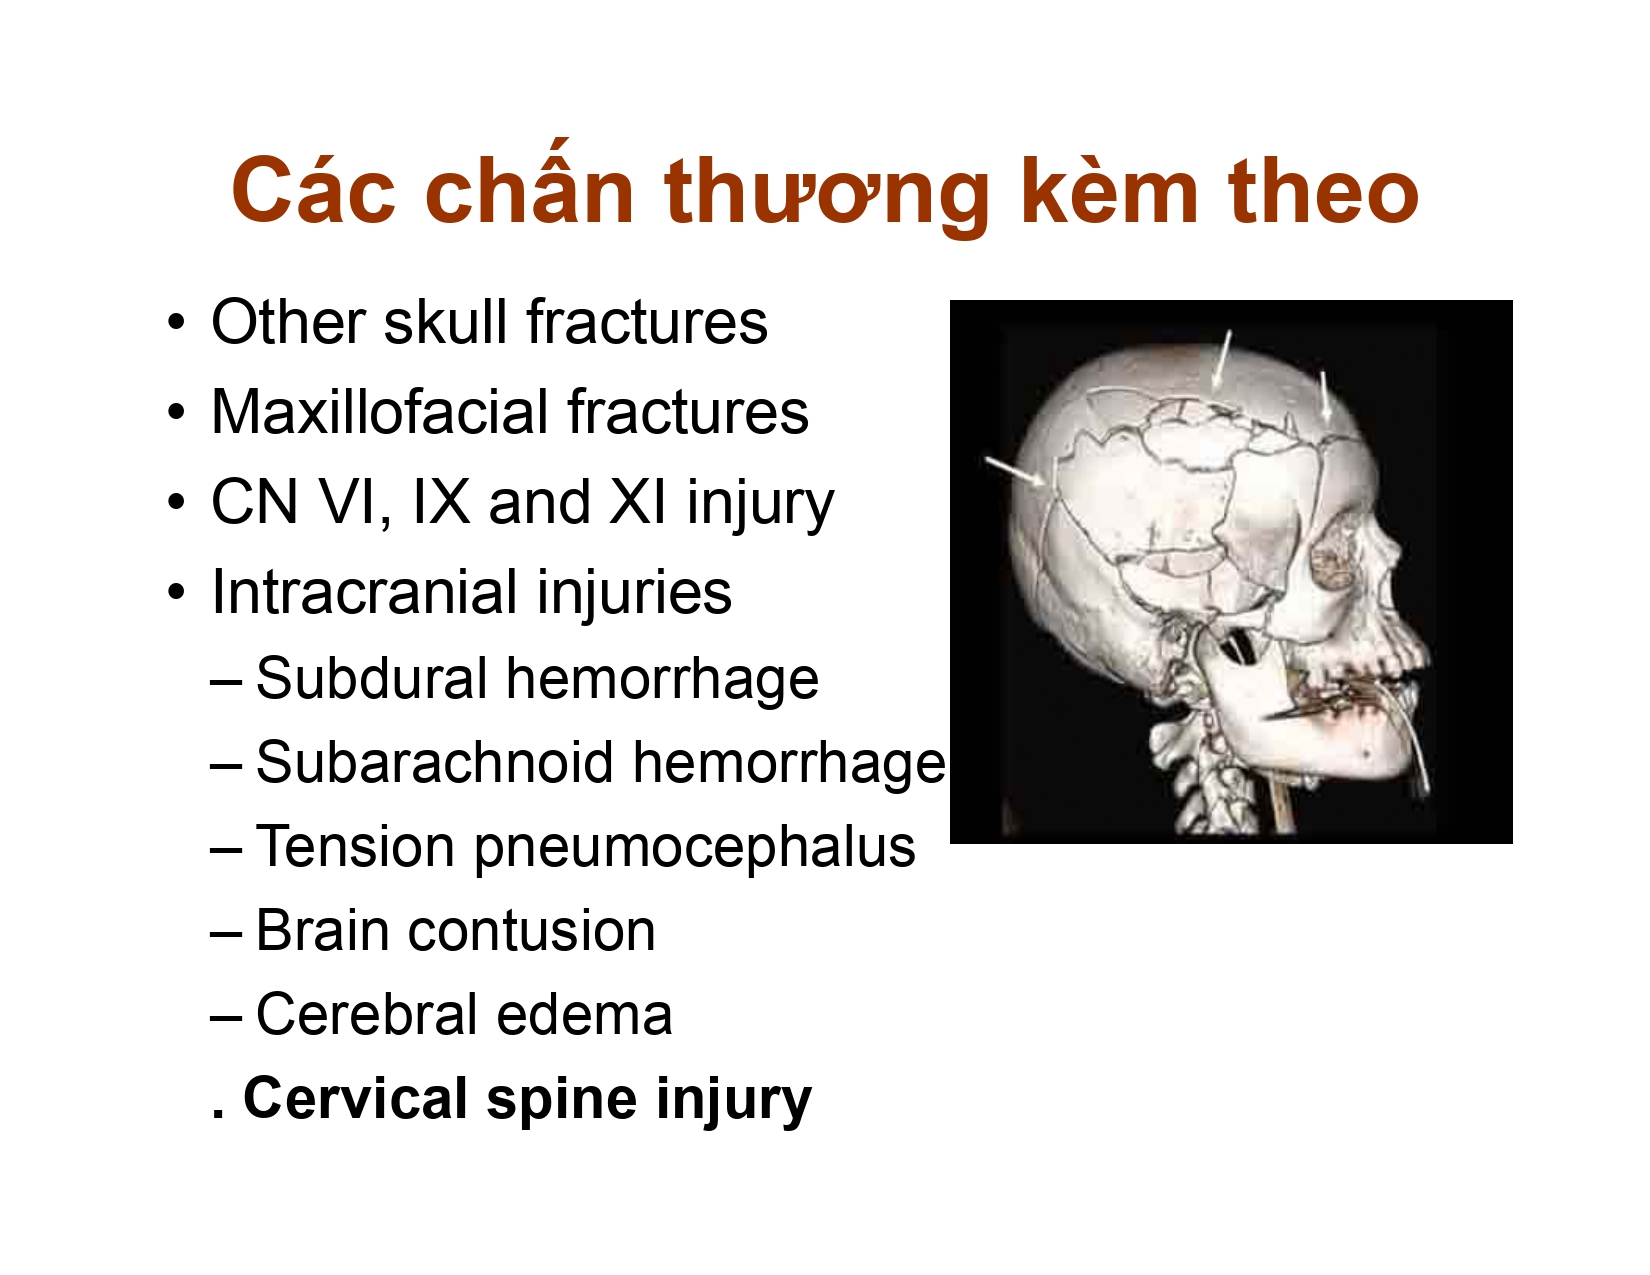 Các chấn thương kèm theo
• Other skull fractures
• Maxillofacial fractures
• CN VI, IX and XI injury
• Intracranial injuries
– Subdural hemorrhage
– Subarachnoid hemorrhage
– Tension pneumocephalus
– Brain contusion
– Cerebral edema
. Cervical spine injury